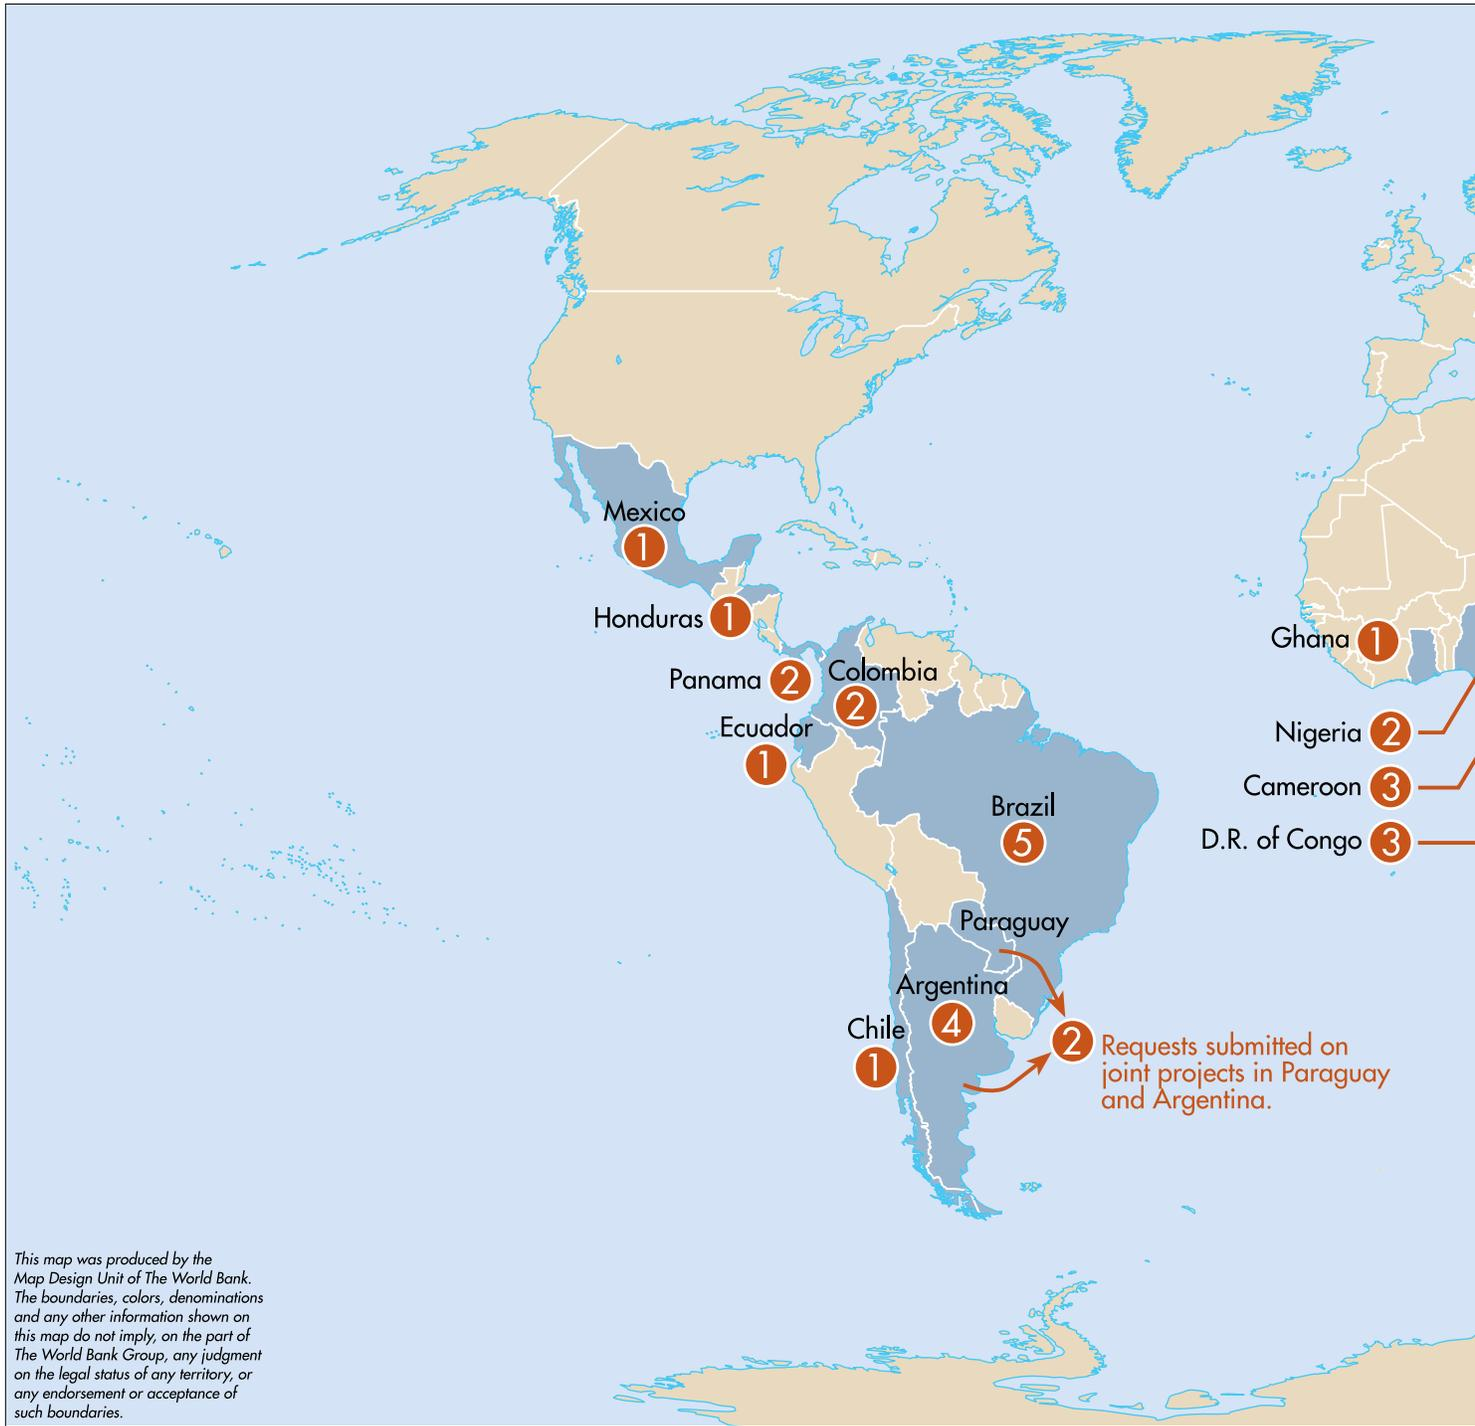 Mexico
1
Honduras 1
Panama 2
Colombia
2
Ecuador
1
Ghana 1
Nigeria 2
Cameroon 3
D.R. of Congo 3
Brazil
5
Paraguay
Argentina
4
Chile
1
2 Requests submitted on
joint projects in Paraguay
and Argentina.
This map was produced by the
Map Design Unit of The World Bank.
The boundaries, colors, denominations
and any other information shown on
this map do not imply, on the part of
The World Bank Group, any judgment
on the legal status of any territory, or
any endorsement or acceptance of
such boundaries.